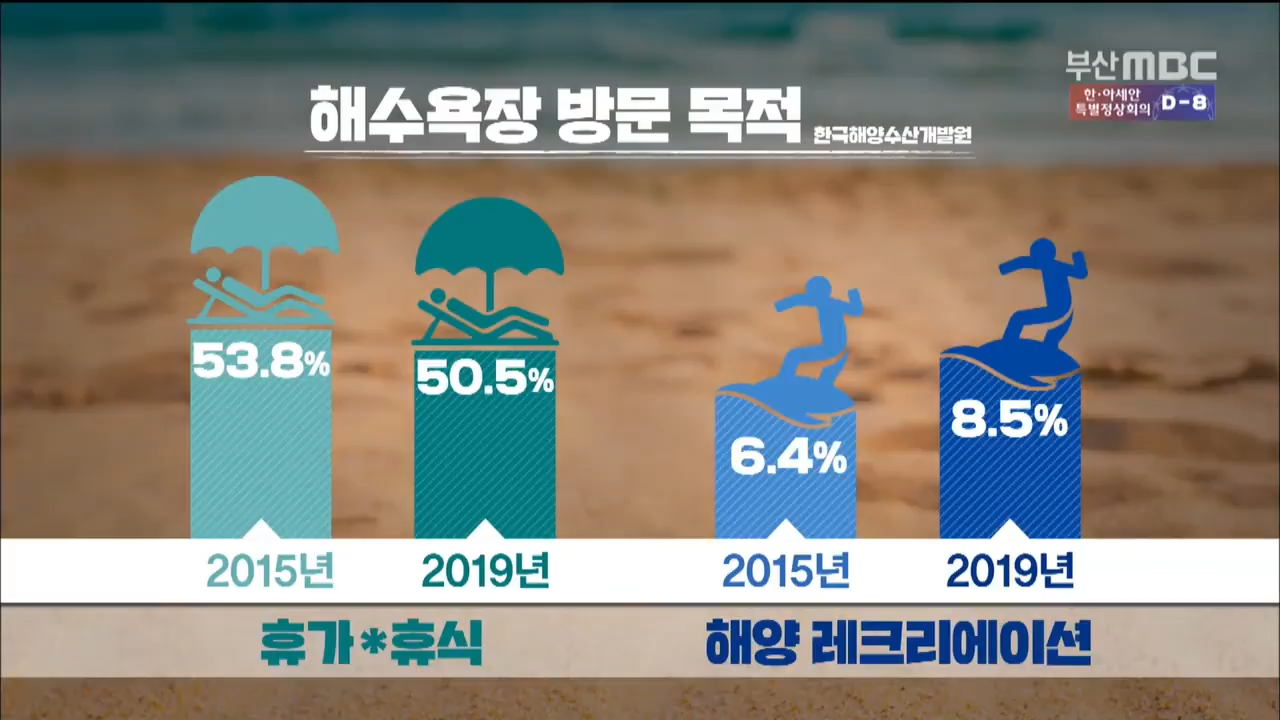 부산MBC
한·아세안
특별정상회의 D-8
해수욕장 방문 목적 한국해양수산개발원
53.8% 50.5% 6.4% 8.5%
2015년 2019년 2015년 2019년
휴가*휴식 해양 레크리에이션